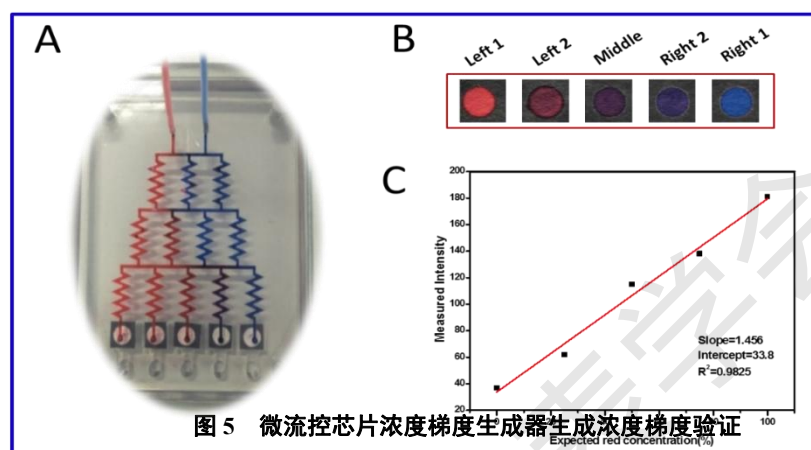 A
B
Left 1
Left 2
Middle
Right 2
Right 1
C
200
180
160
140
120
100
80
60
40
20
Measured Intensity
Slope=1.456
Intercept=33.8
R²=0.9825
0
100
Expected red concentration(%)
图 5 微流控芯片浓度梯度生成器生成浓度梯度验证